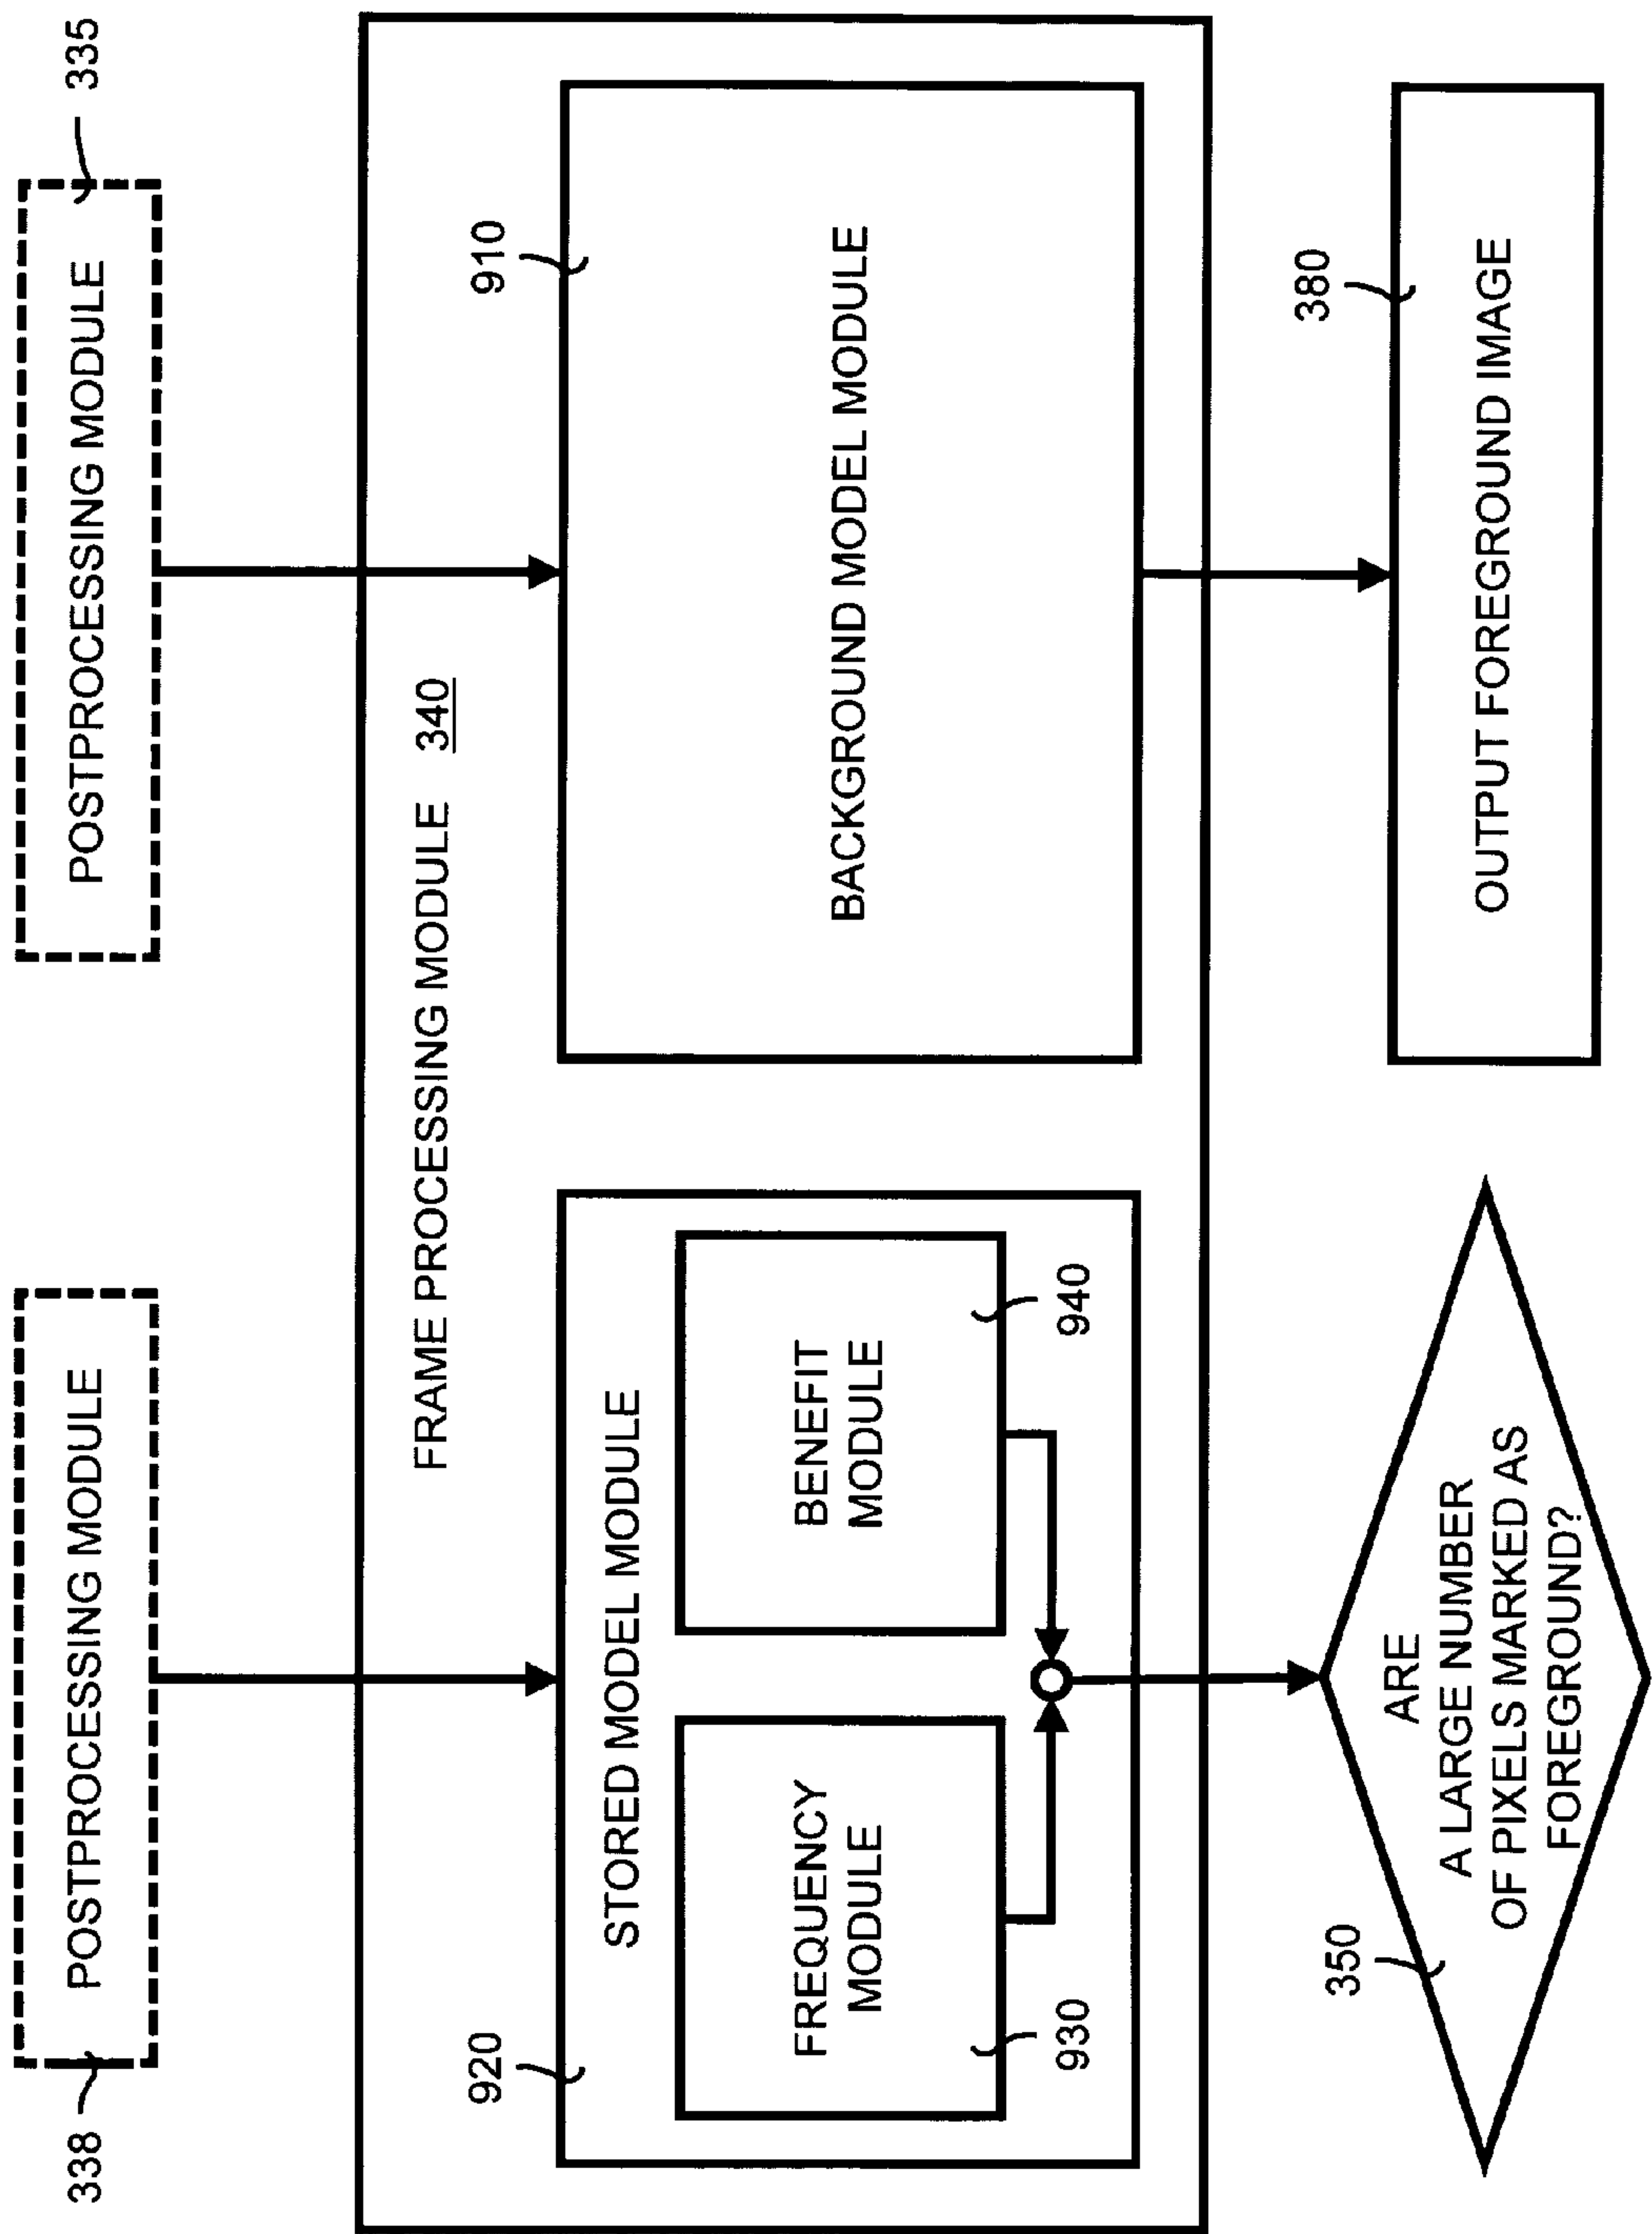 338
POSTPROCESSING MODULE
POSTPROCESSING MODULE
335
FRAME PROCESSING MODULE 340
920
STORED MODEL MODULE
FREQUENCY
MODULE
930
BENEFIT
MODULE
940
910
BACKGROUND MODEL MODULE
350
ARE
A LARGE NUMBER
OF PIXELS MARKED AS
FOREGROUND?
380
OUTPUT FOREGROUND IMAGE